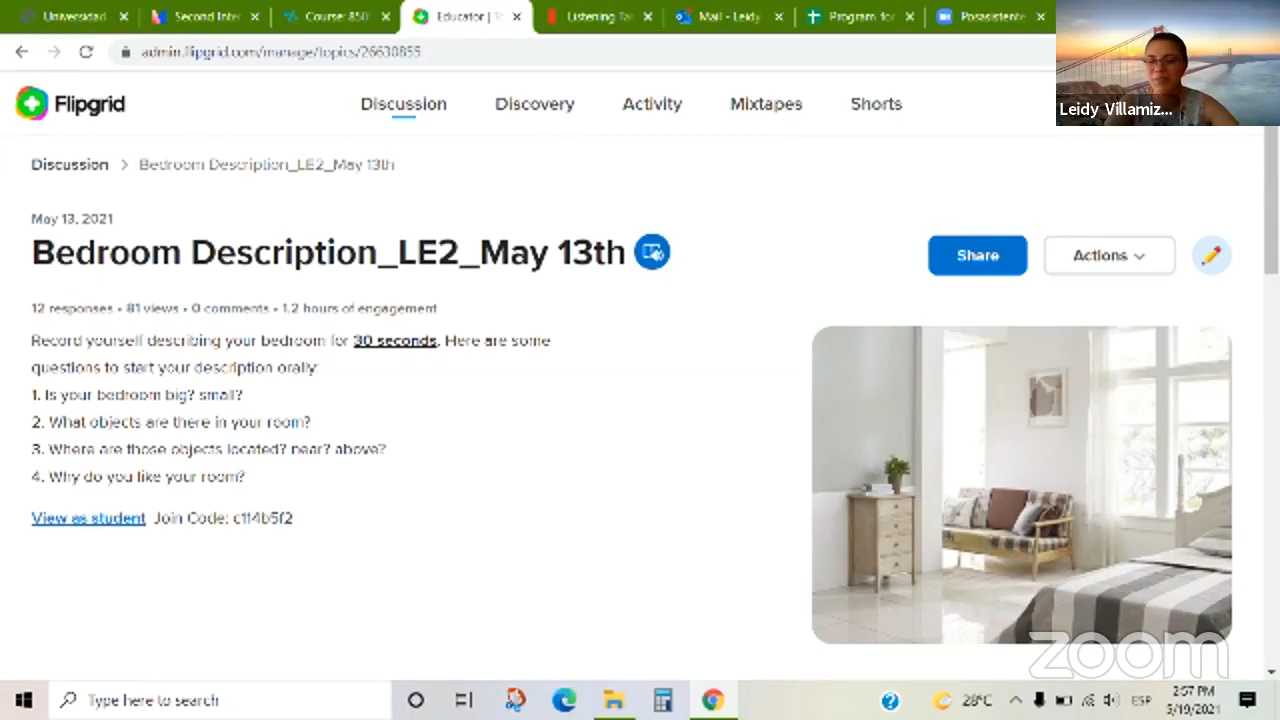 Universidad
Second Inte
Course: 85
Educator | T
Listening Ta
Mail - Leidy
Program for
Posasistente
admin.flipgrid.com/manage/topics/26630855
Leidy Villamiz...
Flipgrid
Discussion
Discovery
Activity
Mixtapes
Shorts
Discussion > Bedroom Description_LE2_May 13th
May 13, 2021
Bedroom Description_LE2_May 13th
Share
Actions
12 responses • 81 views • 0 comments • 1.2 hours of engagement
Record yourself describing your bedroom for 30 seconds. Here are some
questions to start your description orally:
1. Is your bedroom big? small?
2. What objects are there in your room?
3. Where are those objects located? near? above?
4. Why do you like your room?
View as student Join Code: c114b5f2
zoom
Type here to search
28°C
ESP
2:57 PM
5/19/2021